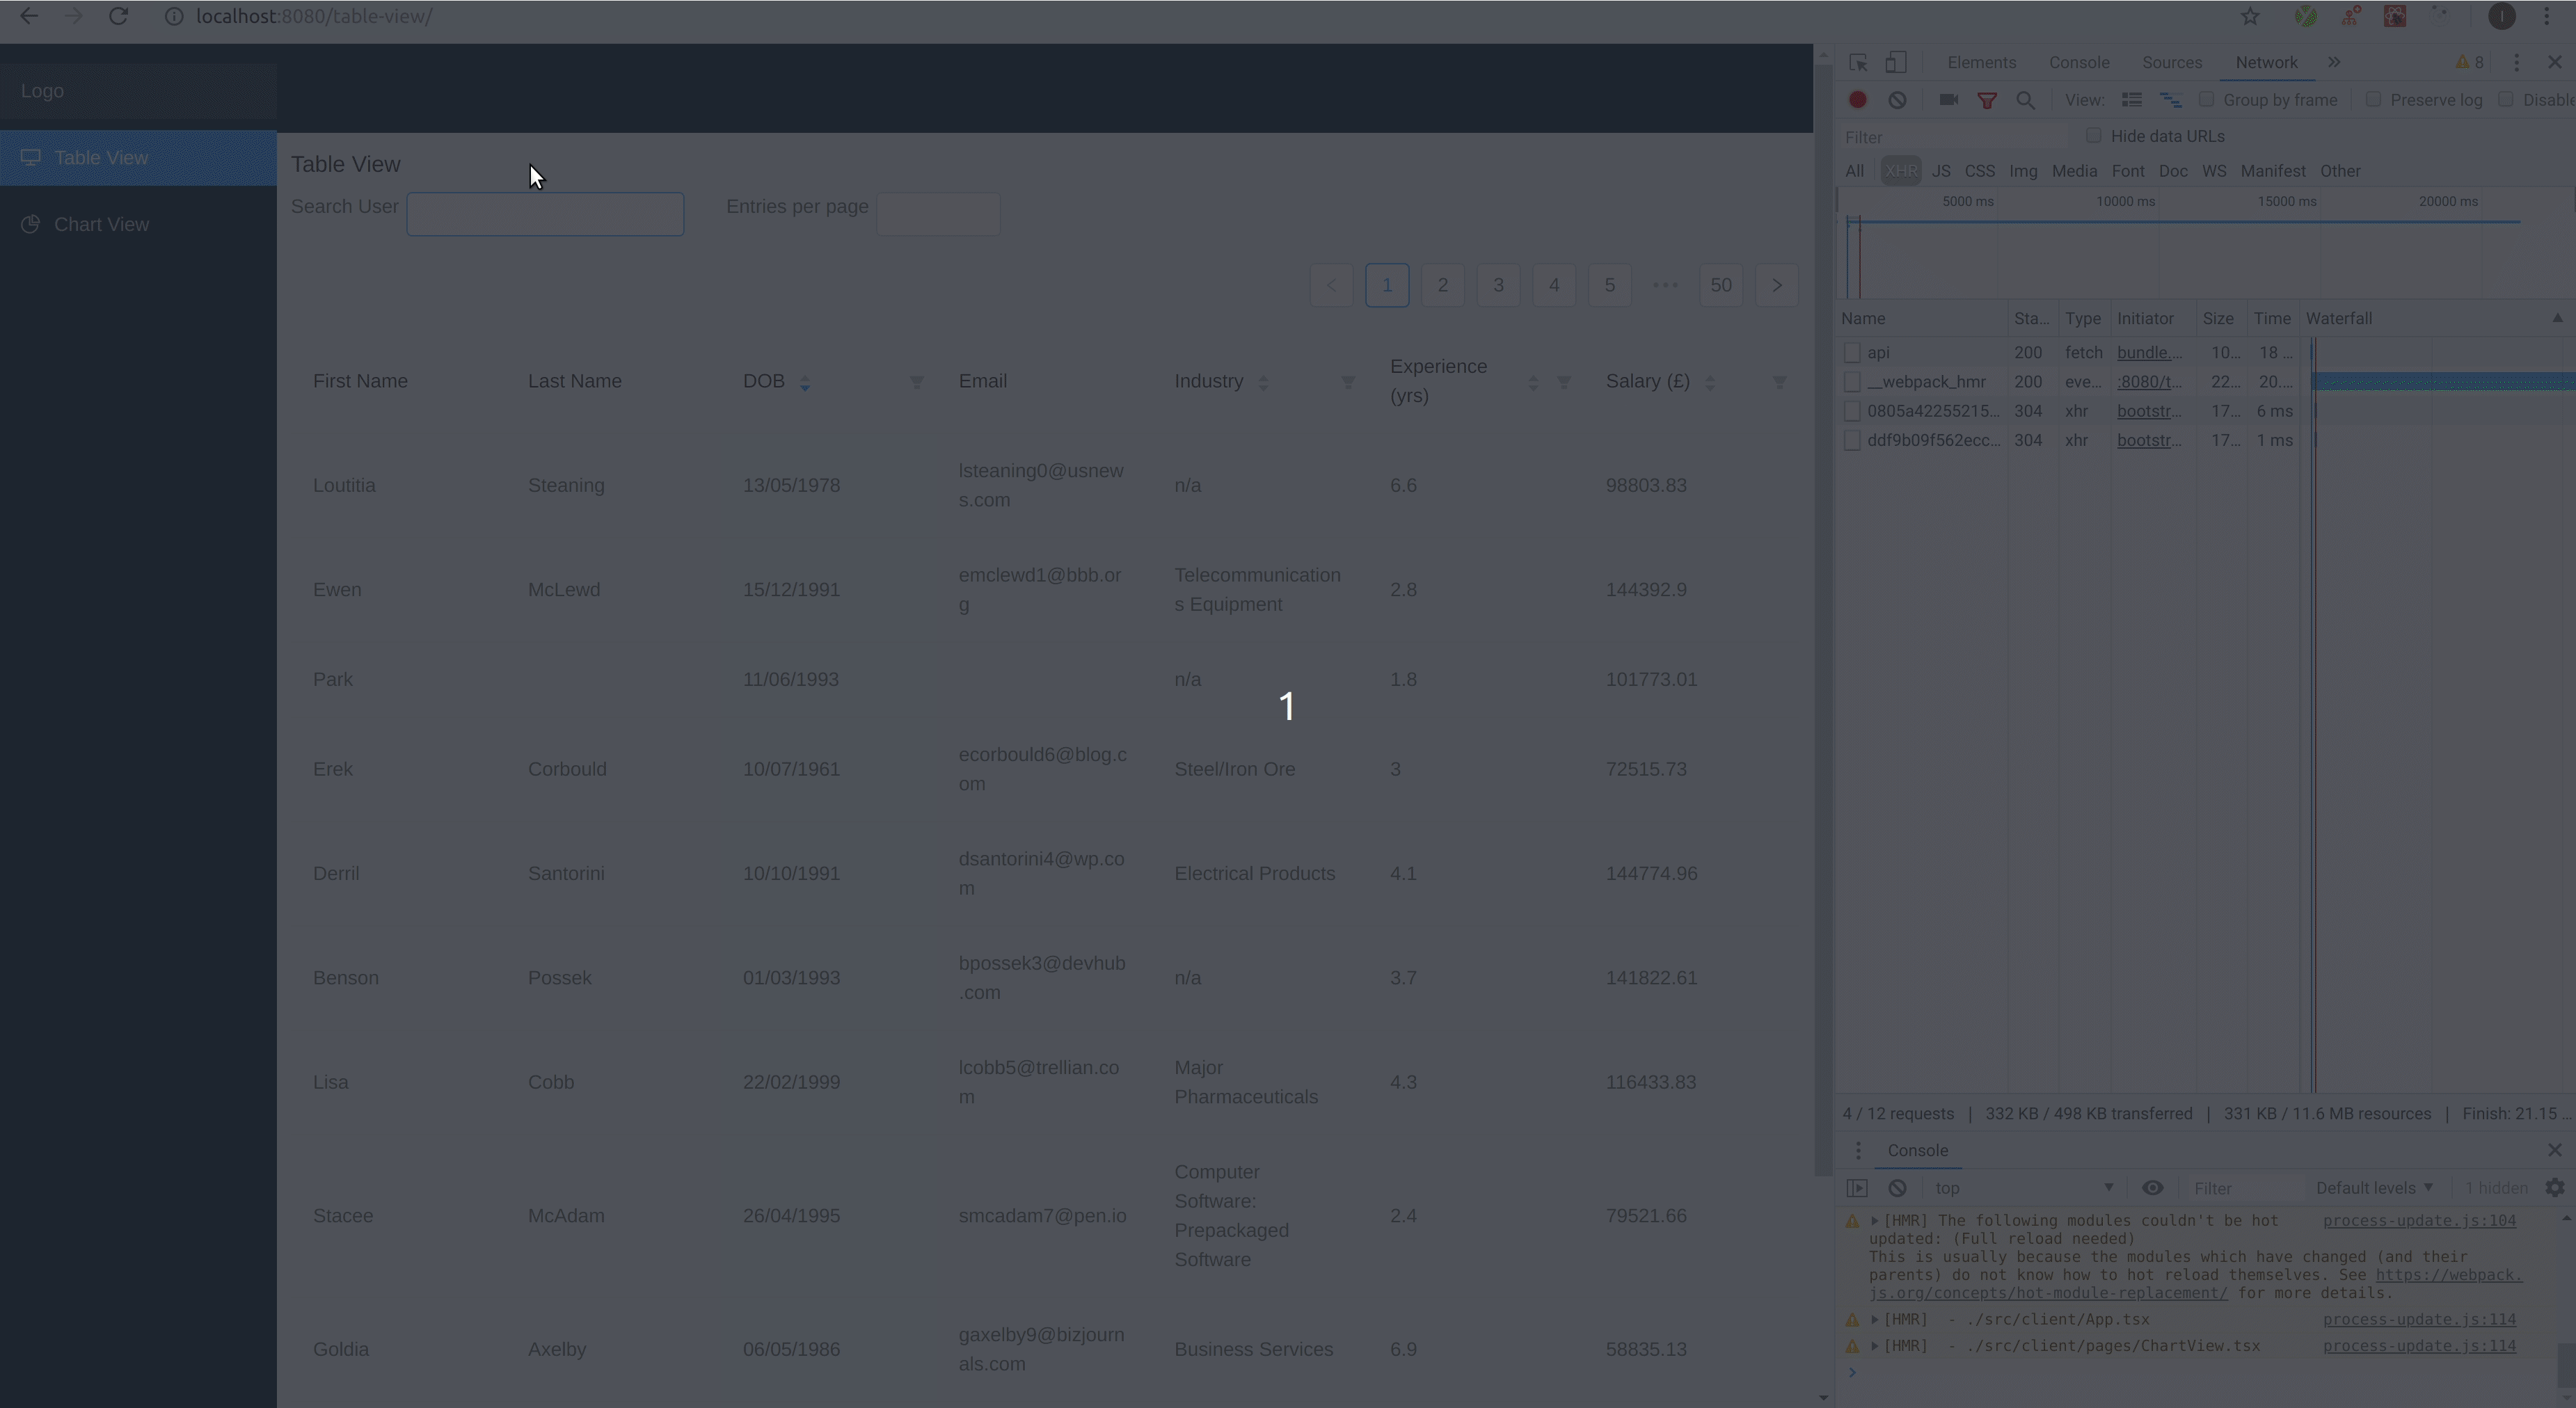 localhost:8080/table-view/
I
Logo
Table View
Chart View
Table View
Search User
Entries per page
1 2 3 4 5 ••• 50
First Name Last Name DOB Email Industry Experience (yrs) Salary (£)
Loutitia Steaning 13/05/1978 lsteaning0@usnew n/a 6.6 98803.83
s.com
Ewen McLewd 15/12/1991 emclewd1@bbb.or Telecommunication 2.8 144392.9
g s Equipment
Park 11/06/1993 n/a 1.8 101773.01
1
Erek Corbould 10/07/1961 ecorbould6@blog.c Steel/Iron Ore 3 72515.73
om
Derril Santorini 10/10/1991 dsantorini4@wp.co Electrical Products 4.1 144774.96
m
Benson Possek 01/03/1993 bpossek3@devhub n/a 3.7 141822.61
.com
Lisa Cobb 22/02/1999 lcobb5@trellian.co Major 4.3 116433.83
m Pharmaceuticals
Stacee McAdam 26/04/1995 smcadam7@pen.io Computer 2.4 79521.66
Software:
Prepackaged
Software
Goldia Axelby 06/05/1986 gaxelby9@bizjourn Business Services 6.9 58835.13
als.com
Elements Console Sources Network » 8
View: Group by frame Preserve log Disable
Filter Hide data URLs
All XHR JS CSS Img Media Font Doc WS Manifest Other
5000 ms 10000 ms 15000 ms 20000 ms
Name Sta... Type Initiator Size Time Waterfall
api 200 fetch bundle.... 10... 18 ...
__webpack_hmr 200 eve... :8080/t... 22... 20....
0805a42255215... 304 xhr bootstr... 17... 6 ms
ddf9b09f562ecc... 304 xhr bootstr... 17... 1 ms
4 / 12 requests | 332 KB / 498 KB transferred | 331 KB / 11.6 MB resources | Finish: 21.15 ...
Console
top Filter Default levels 1 hidden
[HMR] The following modules couldn't be hot process-update.js:104
updated: (Full reload needed)
This is usually because the modules which have changed (and their
parents) do not know how to hot reload themselves. See https://webpack.
js.org/concepts/hot-module-replacement/ for more details.
[HMR] - ./src/client/App.tsx process-update.js:114
[HMR] - ./src/client/pages/ChartView.tsx process-update.js:114